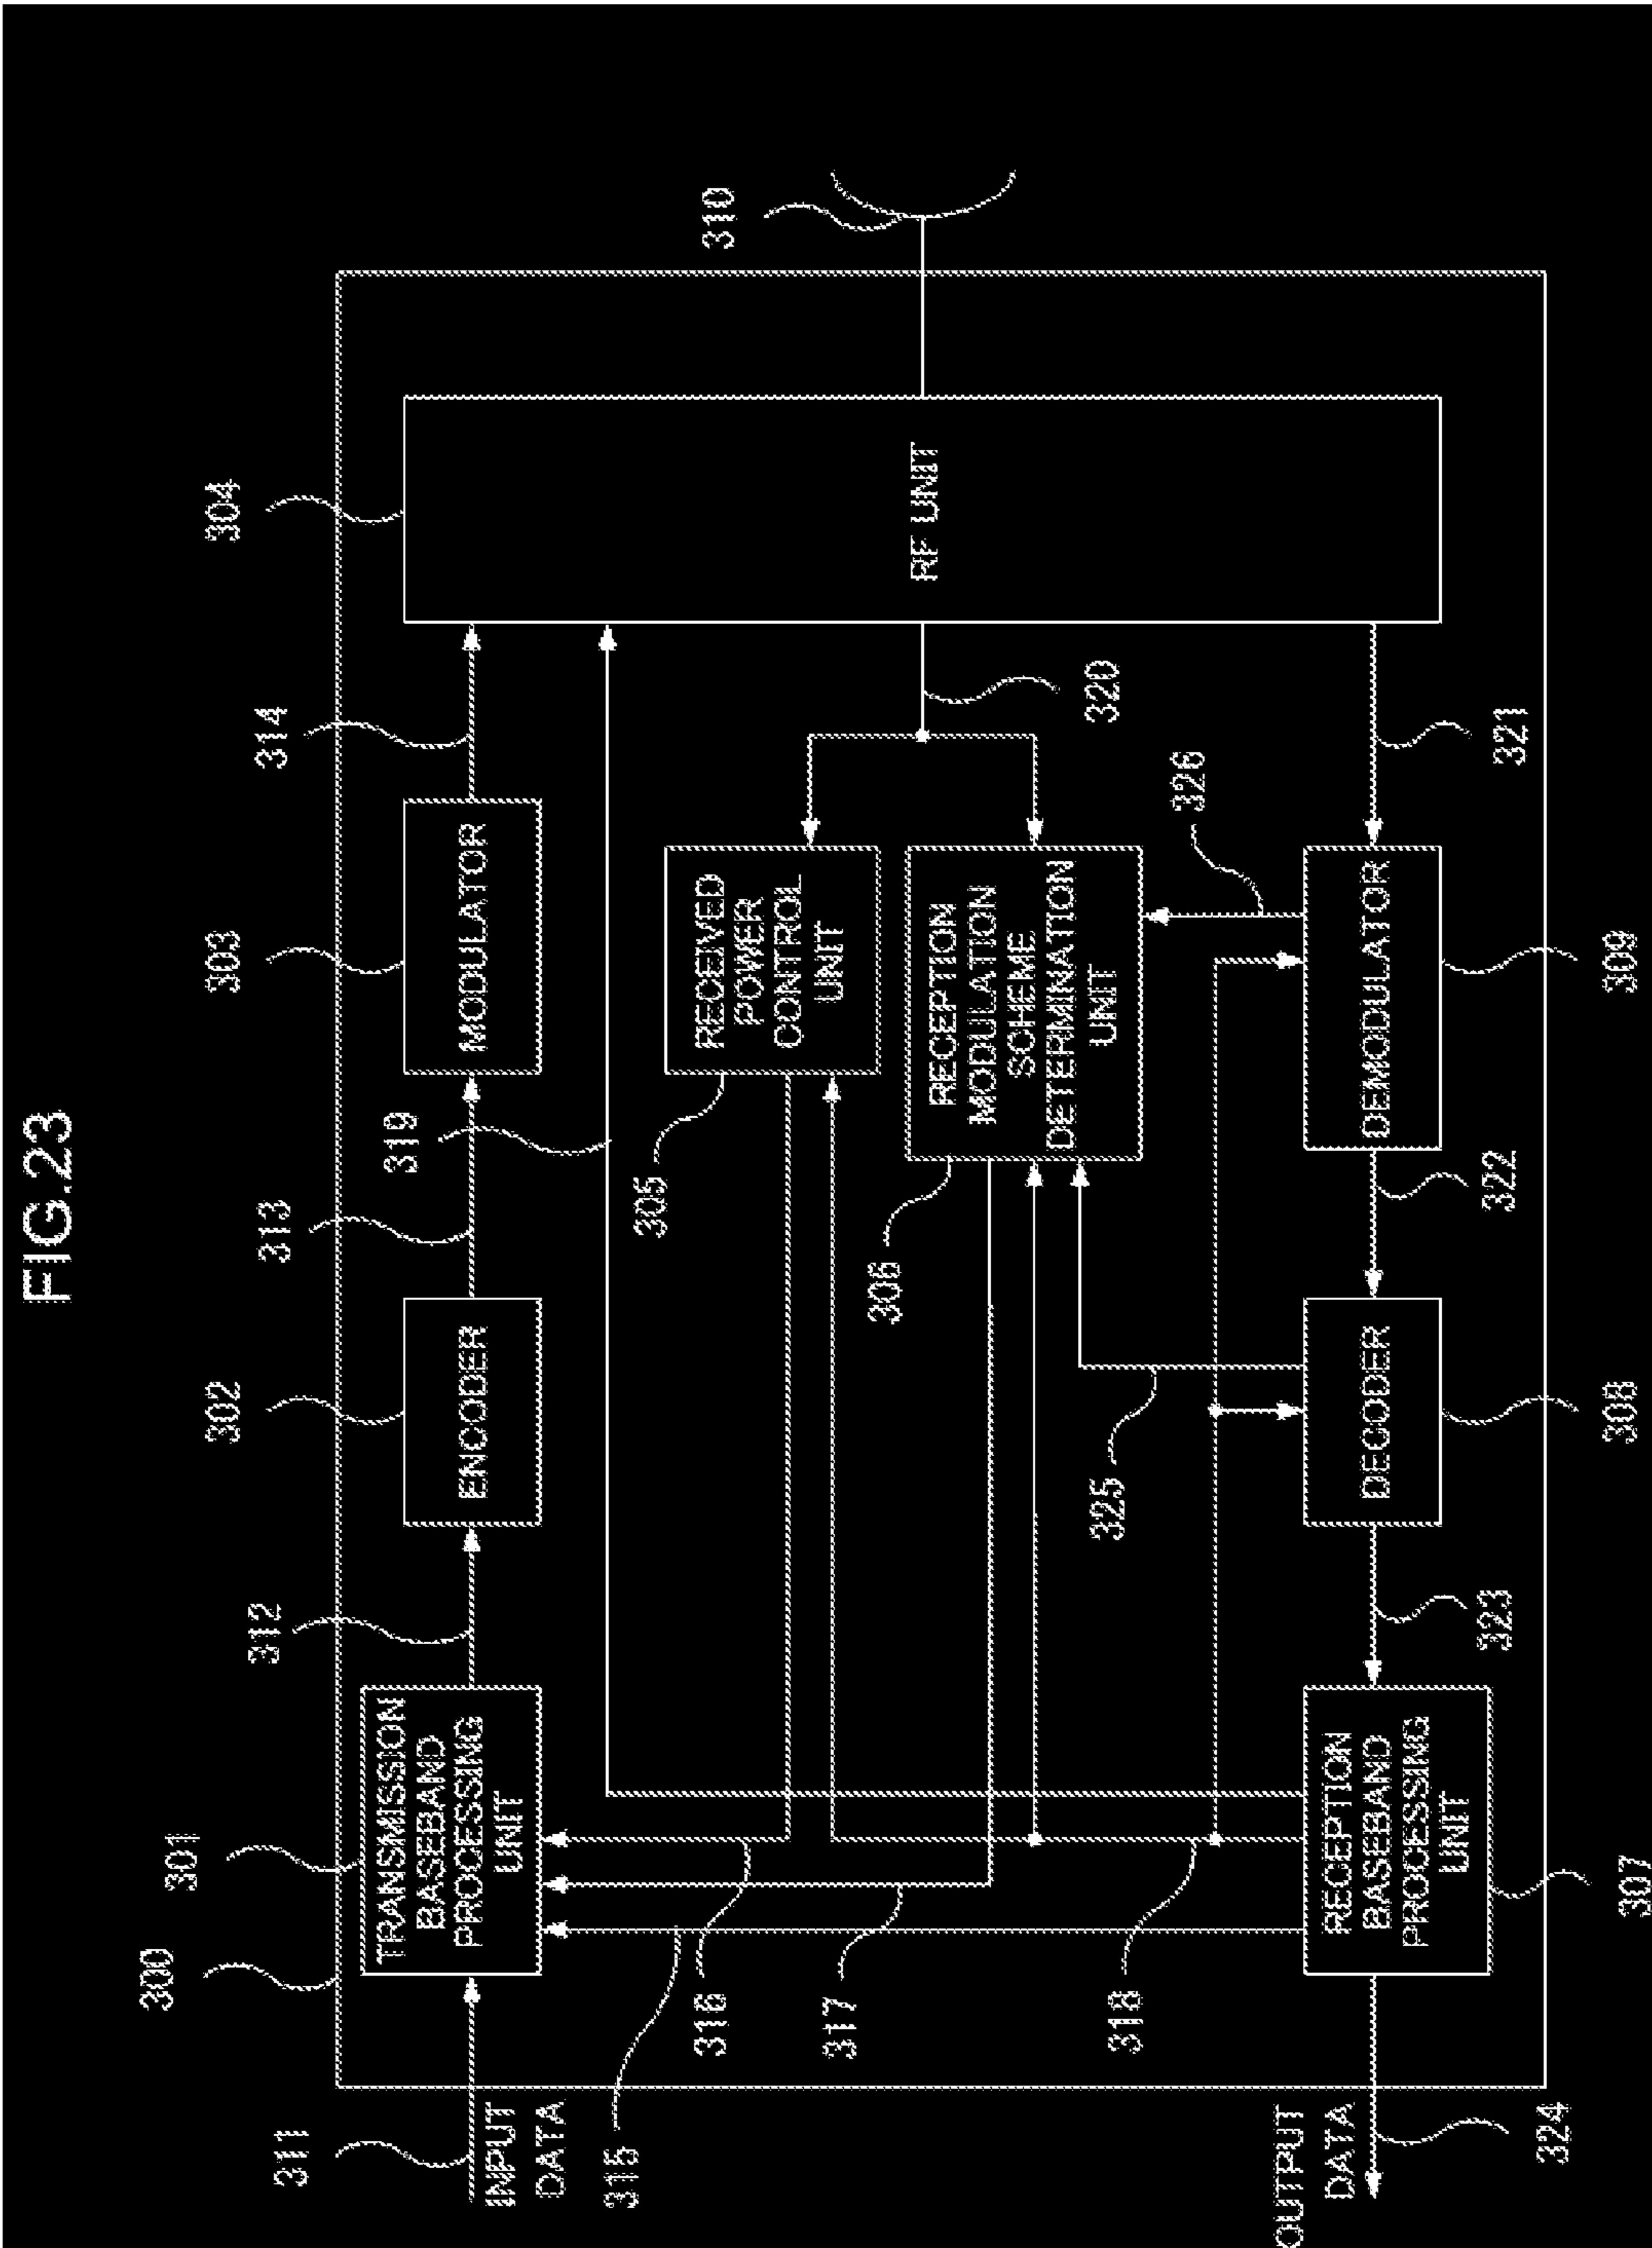 FIG.23
300
301
302
303
304
311
312
313
314
INPUT
DATA
TRANSMISSION
BASEBAND
PROCESSING
UNIT
ENCODER
MODULATOR
319
RF UNIT
310
315
316
317
318
305
RECEIVED
POWER
CONTROL
UNIT
306
RECEPTION
MODULATION
SCHEME
DETERMINATION
UNIT
320
325
326
OUTPUT
DATA
RECEPTION
BASEBAND
PROCESSING
UNIT
DECODER
DEMODULATOR
324
323
322
321
307
308
309